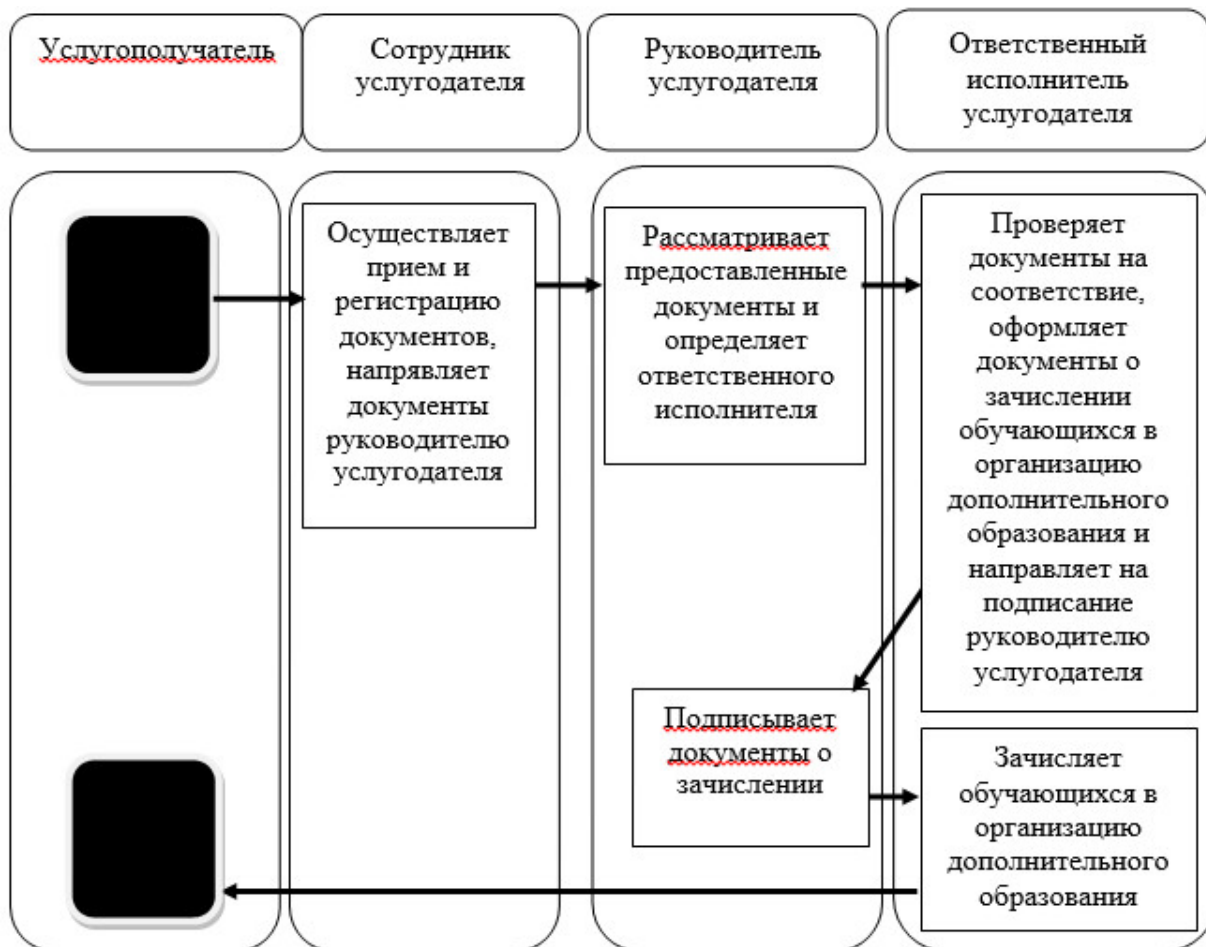 Услугополучатель
Сотрудник
услугодателя
Руководитель
услугодателя
Ответственный
исполнитель
услугодателя
Осуществляет
прием и
регистрацию
документов,
напрявляет
документы
руководителю
услугодателя
Рассматривает
предоставленные
документы и
определяет
ответственного
исполнителя
Проверяет
документы на
соответствие,
оформляет
документы о
зачислении
обучающихся в
организацию
дополнительного
образования и
направляет на
подписание
руководителю
услугодателя
Подписывает
документы о
зачислении
Зачисляет
обучающихся в
организацию
дополнительного
образования